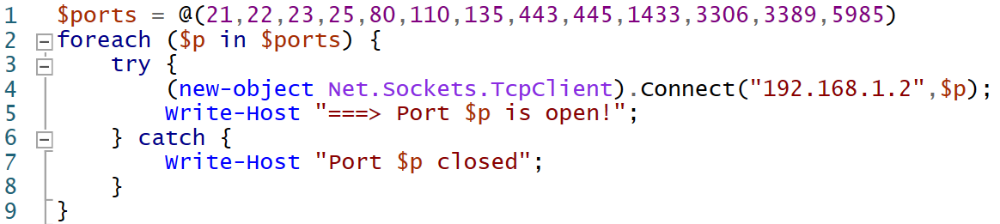 1 $ports = @(21,22,23,25,80,110,135,443,445,1433,3306,3389,5985)
2 foreach ($p in $ports) {
3     try {
4         (new-object Net.Sockets.TcpClient).Connect("192.168.1.2",$p);
5         Write-Host "===> Port $p is open!";
6     } catch {
7         Write-Host "Port $p closed";
8     }
9 }